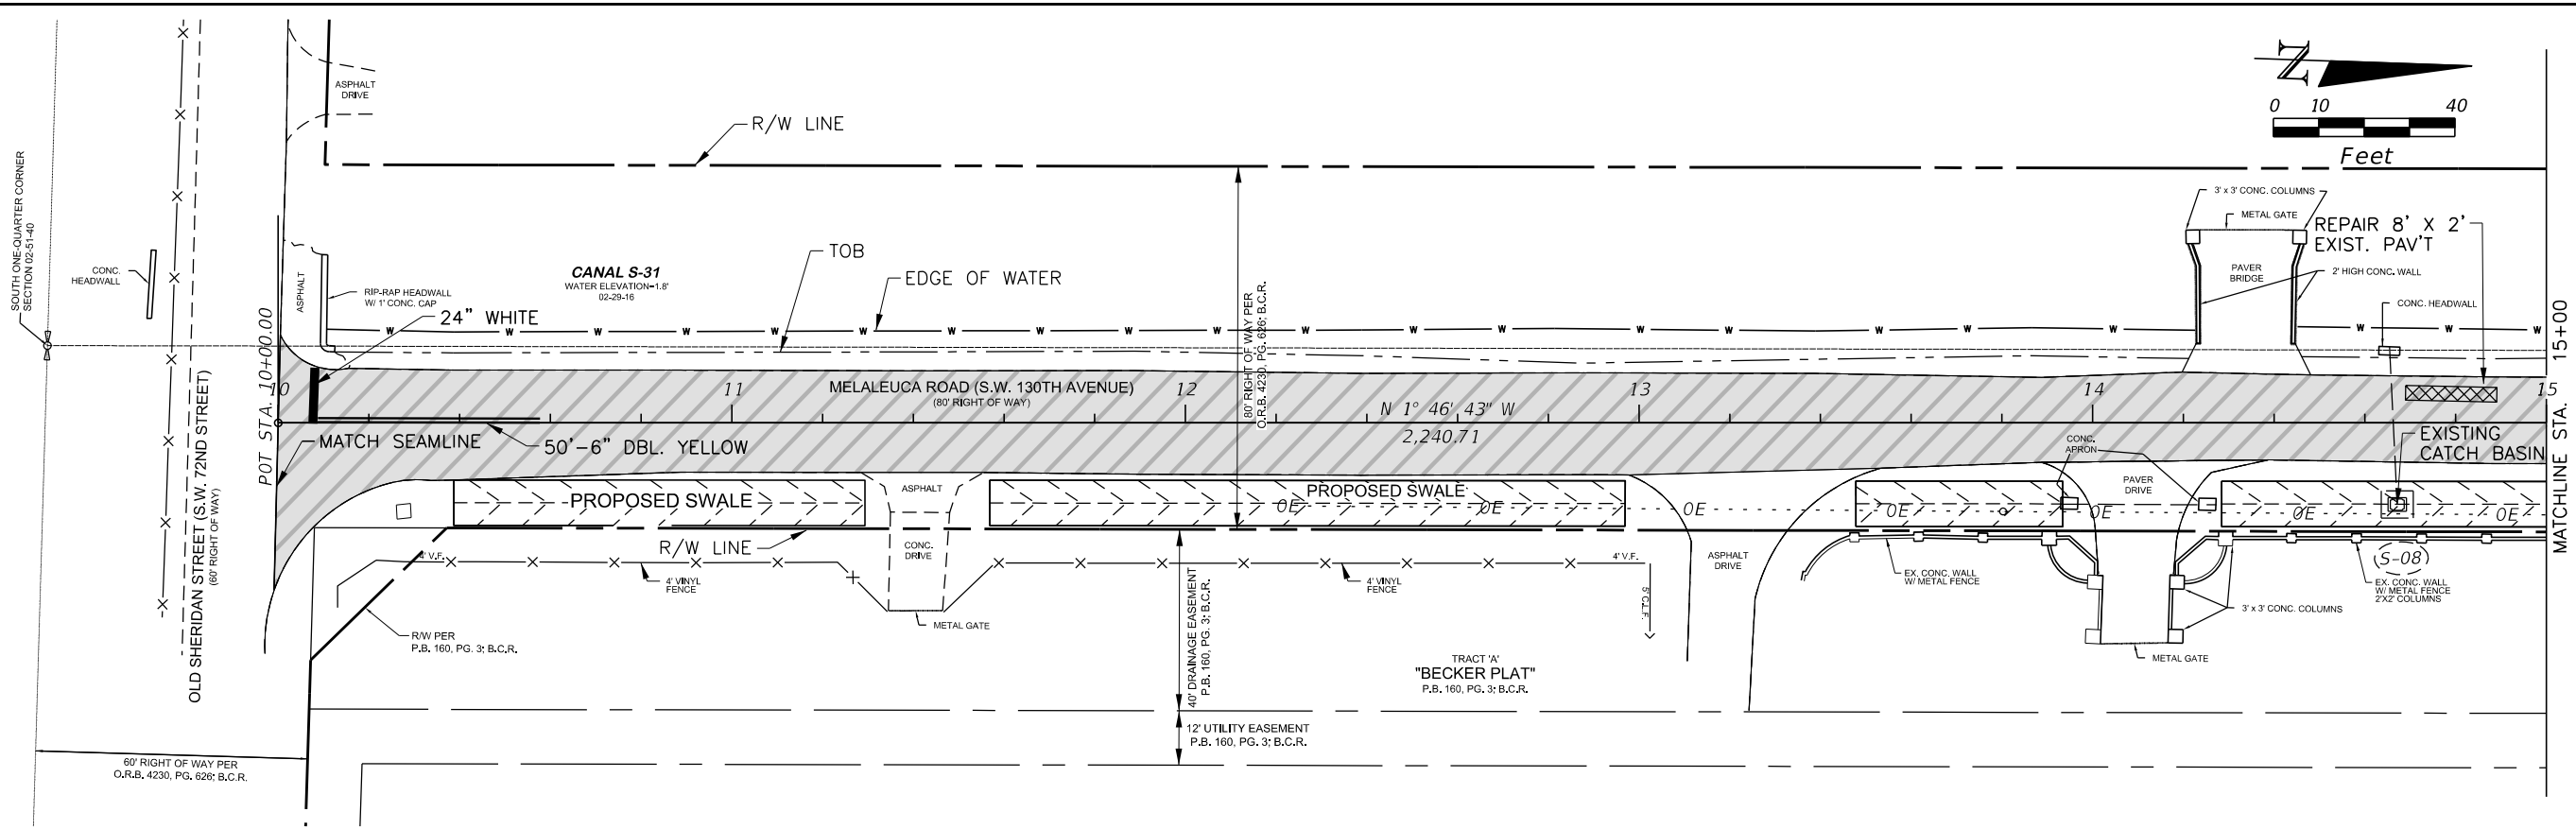 SOUTH ONE-QUARTER CORNER
SECTION 02-51-40
CONC.
HEADWALL
OLD SHERIDAN STREET (S.W. 72ND STREET)
(60' RIGHT OF WAY)
60' RIGHT OF WAY PER
O.R.B. 4230, PG. 626; B.C.R.
POT STA. 10+00.00
ASPHALT
DRIVE
ASPHALT
RIP-RAP HEADWALL
W/ 1' CONC. CAP
CANAL S-31
WATER ELEVATION=1.8'
02-29-16
24" WHITE
R/W LINE
TOB
EDGE OF WATER
W W W W W W W W W W W W W W W W W W W W W W W W
80' RIGHT OF WAY PER
O.R.B. 4230, PG. 626; B.C.R.
N
0 10 40
Feet
3' x 3' CONC. COLUMNS
METAL GATE
REPAIR 8' X 2'
EXIST. PAV'T
PAVER
BRIDGE
2' HIGH CONC. WALL
CONC. HEADWALL
10 11 12 13 14 15
MELALEUCA ROAD (S.W. 130TH AVENUE)
(80' RIGHT OF WAY)
N 1° 46' 43" W
2,240.71
MATCH SEAMLINE
50'-6" DBL. YELLOW
CONC.
APRON
EXISTING
CATCH BASIN
MATCHLINE STA. 15+00
PROPOSED SWALE
ASPHALT
PROPOSED SWALE
PAVER
DRIVE
OE OE OE OE OE OE OE
R/W LINE
CONC.
DRIVE
4' V.F.
4' VINYL
FENCE
4' VINYL
FENCE
4' V.F.
5' C.L.F.
ASPHALT
DRIVE
EX. CONC. WALL
W/ METAL FENCE
S-08
EX. CONC. WALL
W/ METAL FENCE
2'X2' COLUMNS
3' x 3' CONC. COLUMNS
METAL GATE
METAL GATE
R/W PER
P.B. 160, PG. 3; B.C.R.
40' DRAINAGE EASEMENT
P.B. 160, PG. 3; B.C.R.
TRACT 'A'
"BECKER PLAT"
P.B. 160, PG. 3; B.C.R.
12' UTILITY EASEMENT
P.B. 160, PG. 3; B.C.R.